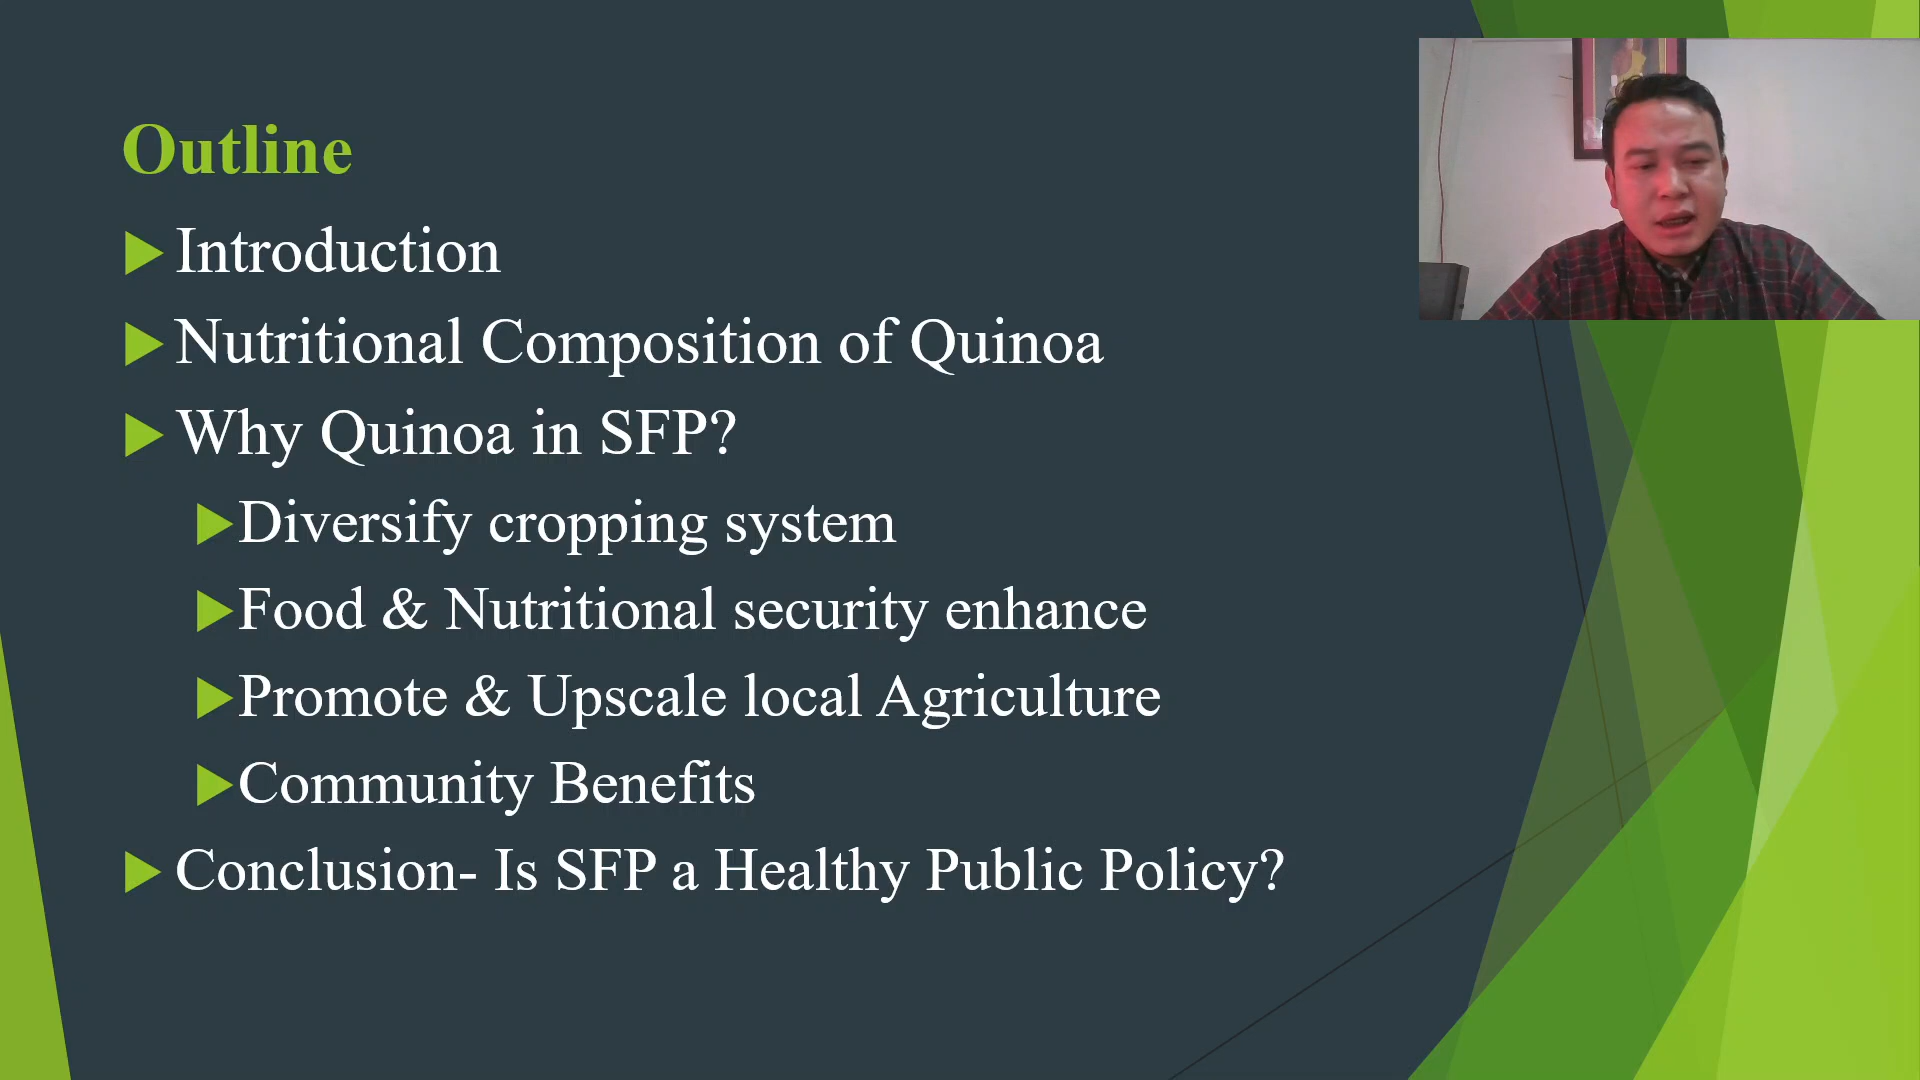 Outline
Introduction
Nutritional Composition of Quinoa
Why Quinoa in SFP?
Diversify cropping system
Food & Nutritional security enhance
Promote & Upscale local Agriculture
Community Benefits
Conclusion- Is SFP a Healthy Public Policy?